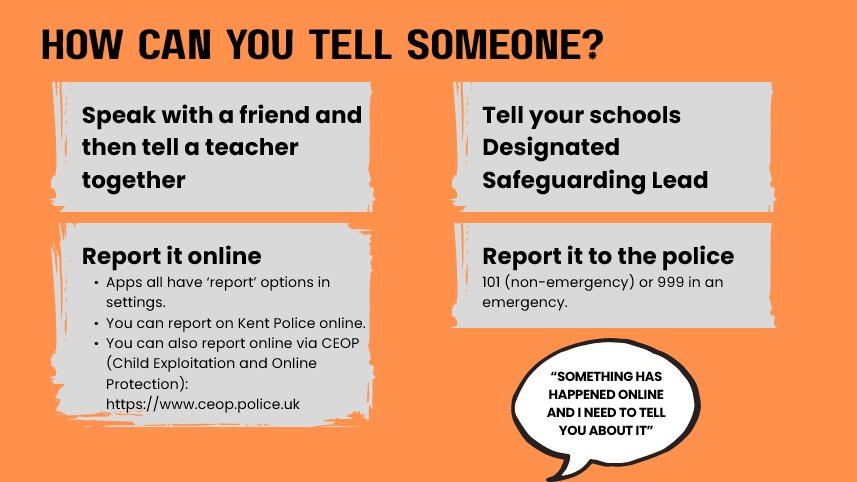 HOW CAN YOU TELL SOMEONE?
Speak with a friend and
then tell a teacher
together
Tell your schools
Designated
Safeguarding Lead
Report it online
• Apps all have ‘report’ options in
settings.
• You can report on Kent Police online.
• You can also report online via CEOP
(Child Exploitation and Online
Protection):
https://www.ceop.police.uk
Report it to the police
101 (non-emergency) or 999 in an
emergency.
“SOMETHING HAS
HAPPENED ONLINE
AND I NEED TO TELL
YOU ABOUT IT”